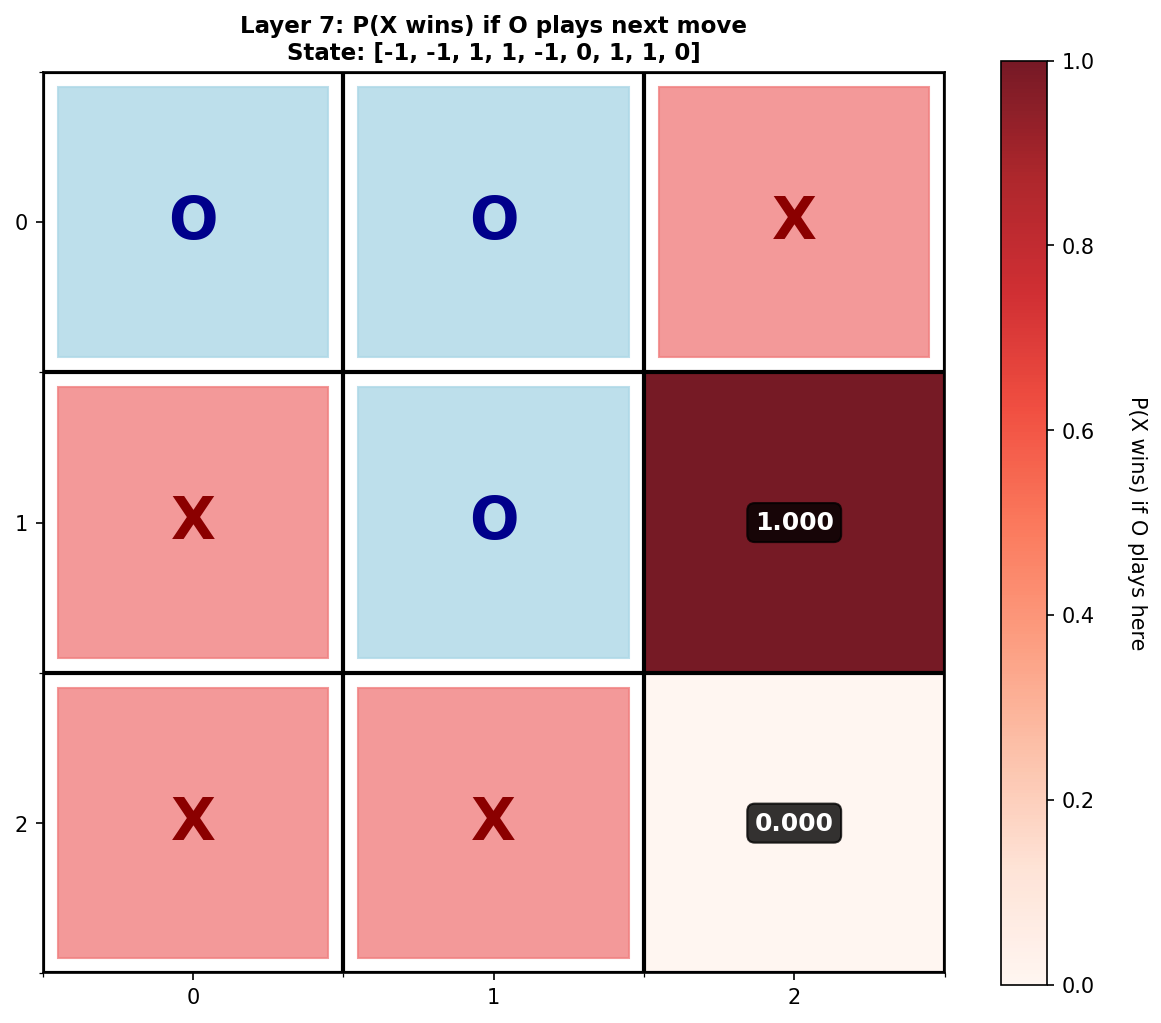 Layer 7: P(X wins) if O plays next move
State: [-1, -1, 1, 1, -1, 0, 1, 1, 0]
0
O
O
X
1
X
O
1.000
2
X
X
0.000
0
1
2
1.0
0.8
0.6
0.4
0.2
0.0
P(X wins) if O plays here